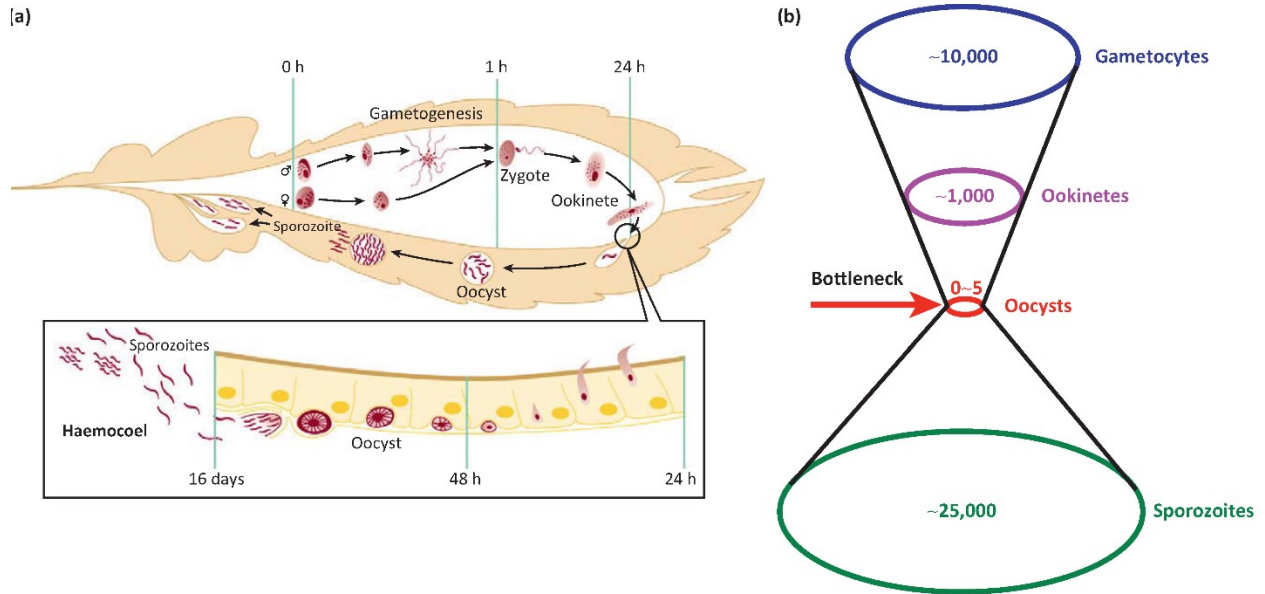 (a)
0 h
1 h
24 h
Gametogenesis
♂
♀
Zygote
Ookinete
Sporozoite
Oocyst
Sporozoites
Haemocoel
Oocyst
16 days
48 h
24 h
(b)
~10,000
Gametocytes
~1,000
Ookinetes
Bottleneck
0~5
Oocysts
~25,000
Sporozoites